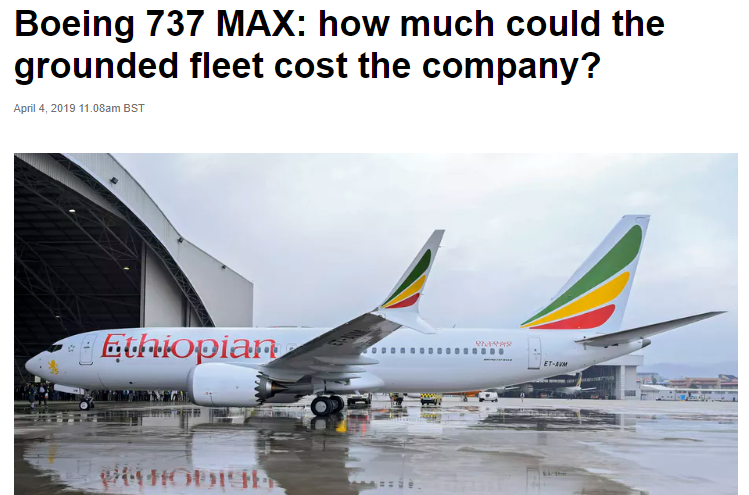 Boeing 737 MAX: how much could the
grounded fleet cost the company?
April 4, 2019 11.08am BST
Ethiopian
ET-AVM